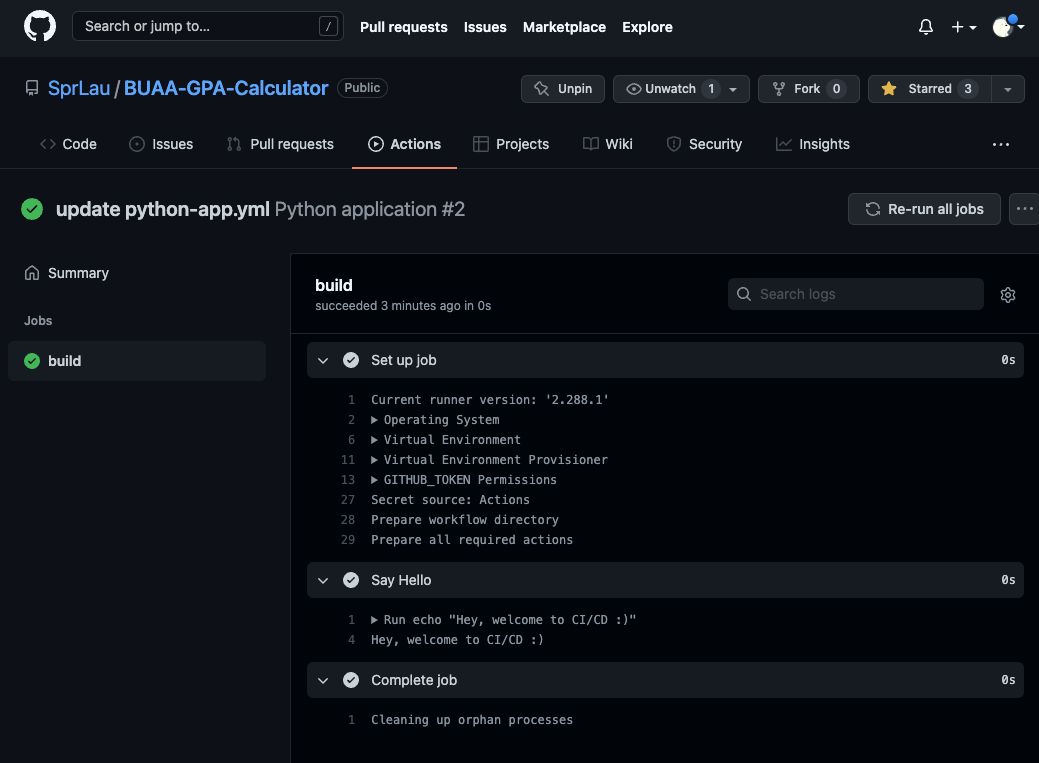 Search or jump to... /
Pull requests Issues Marketplace Explore
SprLau / BUAA-GPA-Calculator Public
Unpin Unwatch 1 Fork 0 Starred 3
Code Issues Pull requests Actions Projects Wiki Security Insights
update python-app.yml Python application #2
Re-run all jobs
Summary
Jobs
build
build
succeeded 3 minutes ago in 0s
Search logs
Set up job 0s
1 Current runner version: '2.288.1'
2 Operating System
6 Virtual Environment
11 Virtual Environment Provisioner
13 GITHUB_TOKEN Permissions
27 Secret source: Actions
28 Prepare workflow directory
29 Prepare all required actions
Say Hello 0s
1 Run echo "Hey, welcome to CI/CD :)"
4 Hey, welcome to CI/CD :)
Complete job 0s
1 Cleaning up orphan processes